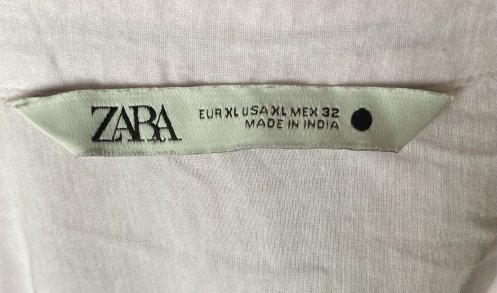 ZARA
EUR XL USA XL MEX 32
MADE IN INDIA